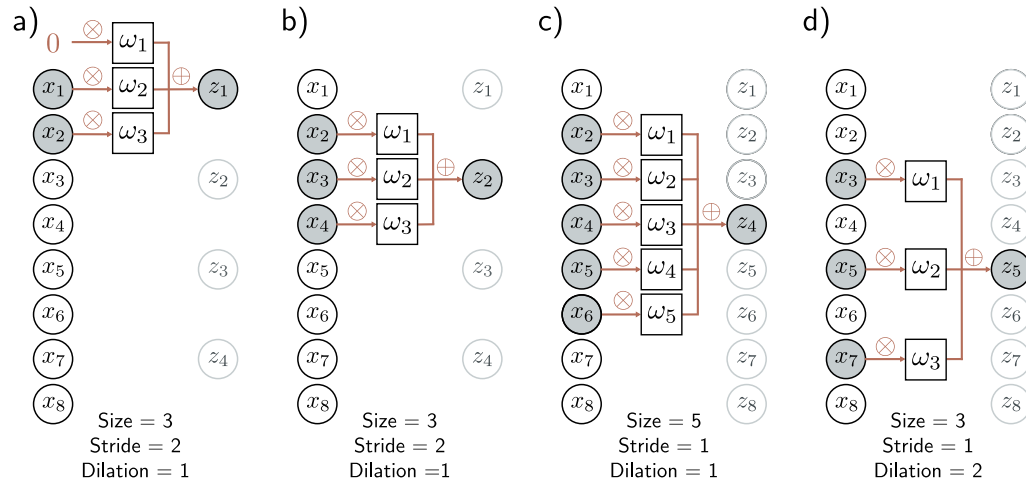 a)
0 ⊗ ω₁
x₁ ⊗ ω₂ ⊕ z₁
x₂ ⊗ ω₃
x₃ z₂
x₄
x₅ z₃
x₆
x₇ z₄
x₈
Size = 3
Stride = 2
Dilation = 1
b)
x₁ z₁
x₂ ⊗ ω₁
x₃ ⊗ ω₂ ⊕ z₂
x₄ ⊗ ω₃
x₅ z₃
x₆
x₇ z₄
x₈
Size = 3
Stride = 2
Dilation =1
c)
x₁ z₁
x₂ ⊗ ω₁ z₂
x₃ ⊗ ω₂ z₃
x₄ ⊗ ω₃ ⊕ z₄
x₅ ⊗ ω₄ z₅
x₆ ⊗ ω₅ z₆
x₇ z₇
x₈ z₈
Size = 5
Stride = 1
Dilation = 1
d)
x₁ z₁
x₂ z₂
x₃ ⊗ ω₁ z₃
x₄ z₄
x₅ ⊗ ω₂ ⊕ z₅
x₆ z₆
x₇ ⊗ ω₃ z₇
x₈ z₈
Size = 3
Stride = 1
Dilation = 2